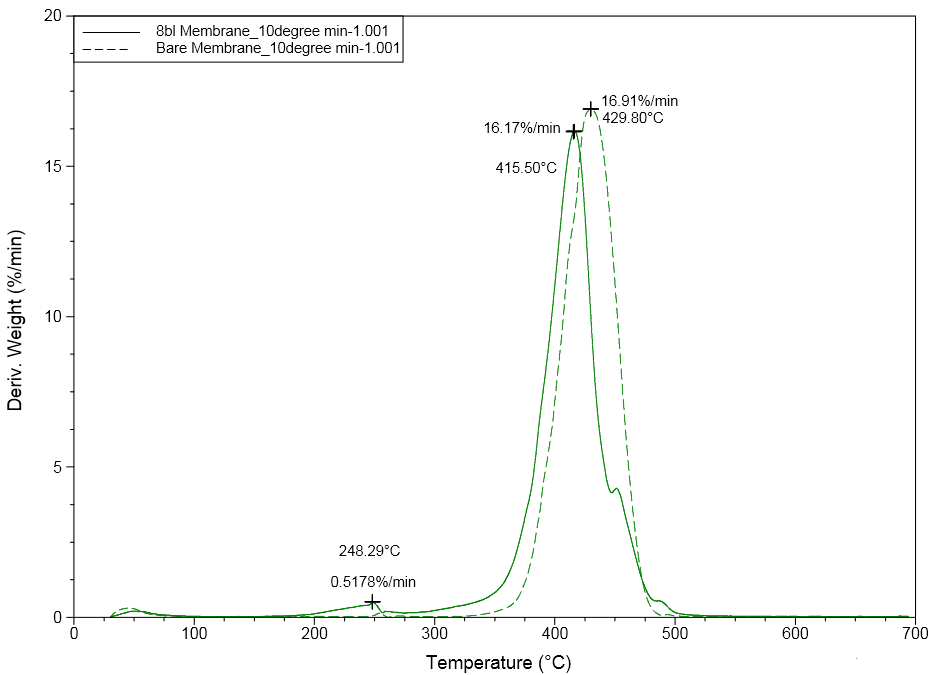 8bl Membrane_10degree min-1.001
Bare Membrane_10degree min-1.001
20
15
10
5
0
Deriv. Weight (%/min)
16.91%/min
429.80°C
16.17%/min
415.50°C
248.29°C
0.5178%/min
0 100 200 300 400 500 600 700
Temperature (°C)